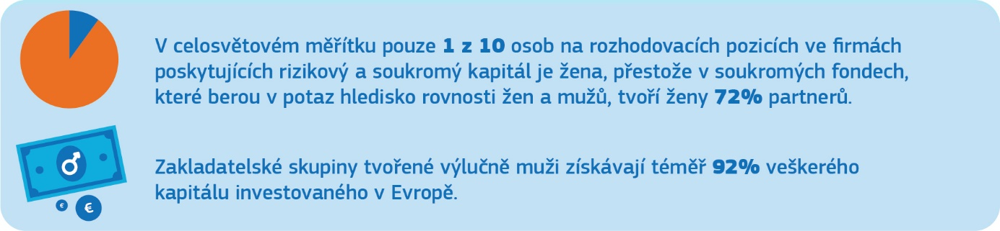 V celosvětovém měřítku pouze 1 z 10 osob na rozhodovacích pozicích ve firmách
poskytujících rizikový a soukromý kapitál je žena, přestože v soukromých fondech,
které berou v potaz hledisko rovnosti žen a mužů, tvoří ženy 72% partnerů.
Zakladatelské skupiny tvořené výlučně muži získávají téměř 92% veškerého
kapitálu investovaného v Evropě.
€ €